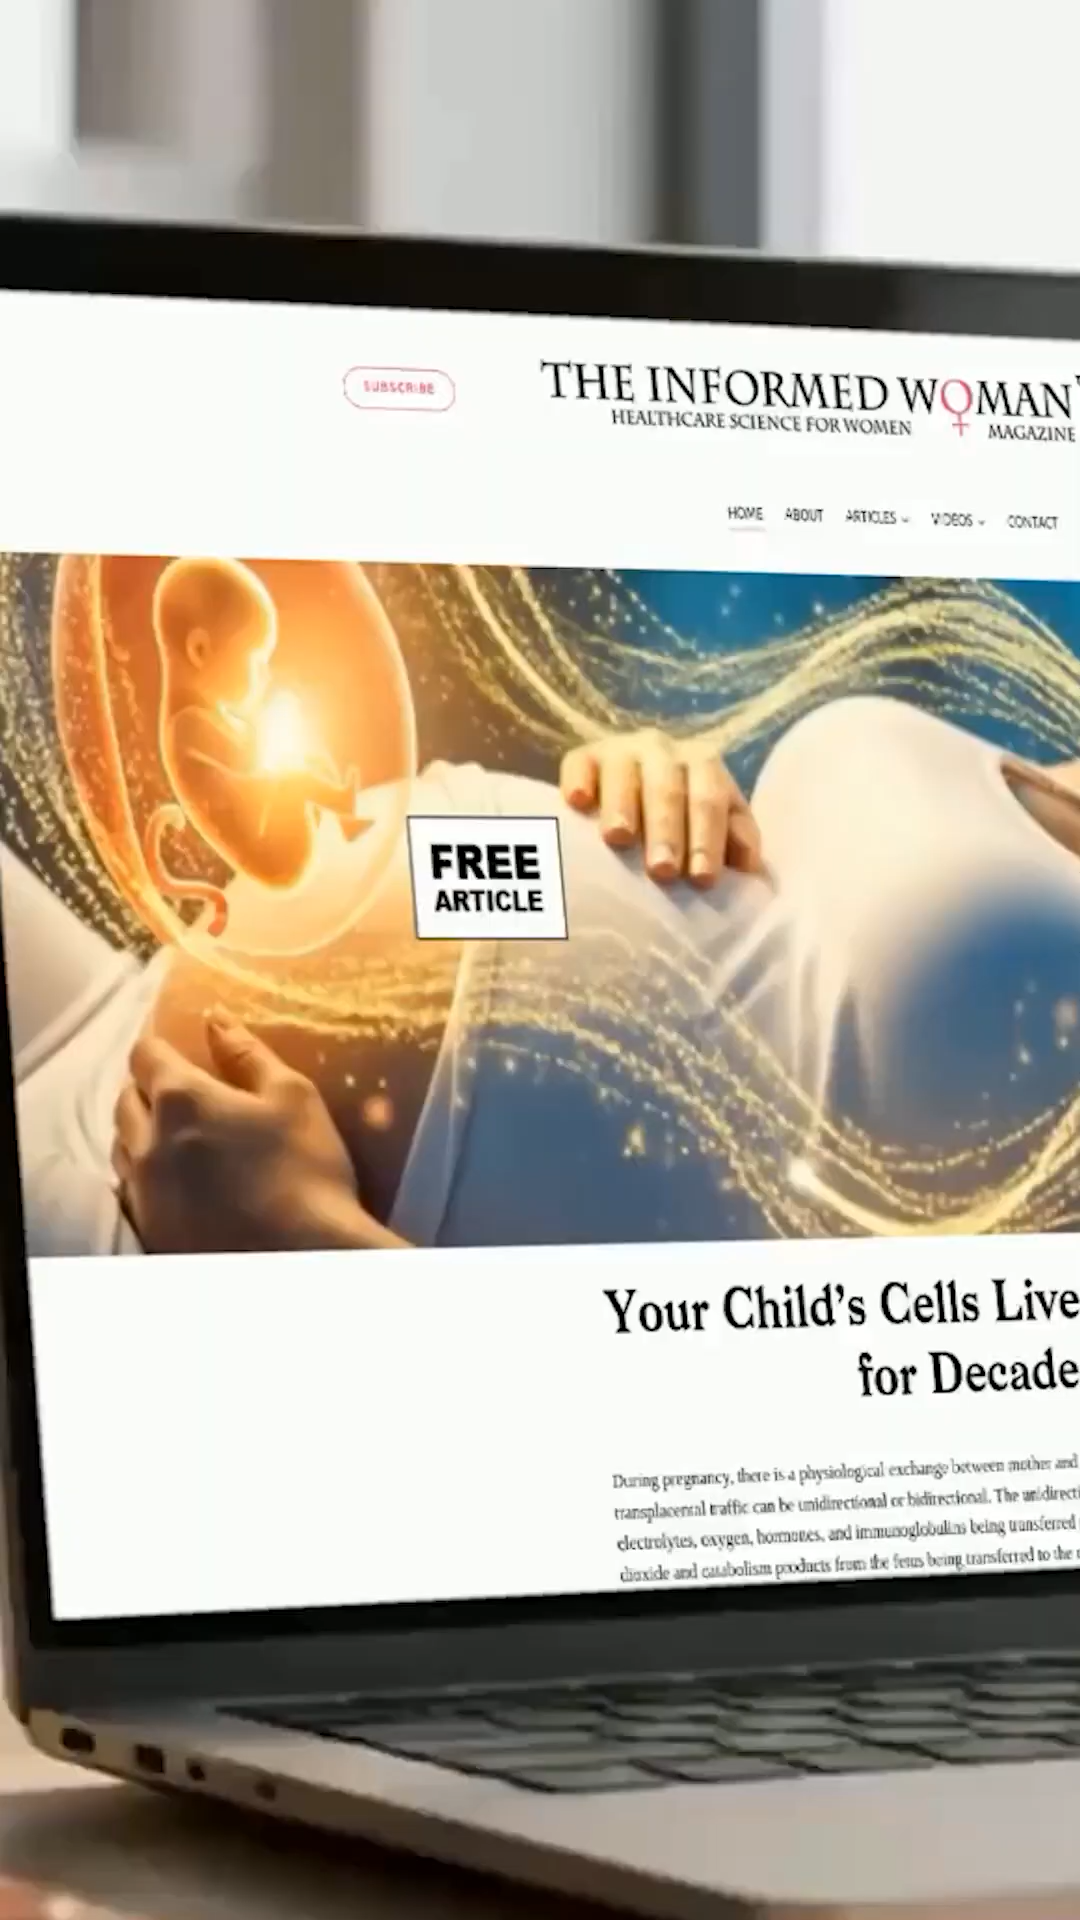 SUBSCRIBE
THE INFORMED WOMAN
HEALTHCARE SCIENCE FOR WOMEN MAGAZINE
HOME ABOUT ARTICLES VIDEOS CONTACT
FREE
ARTICLE
Your Child's Cells Live
for Decade
During pregnancy, there is a physiological exchange between mother and
transplacental traffic can be unidirectional or bidirectional. The unidirecti
electrolytes, oxygen, hormones, and immunoglobulins being transferred
dioxide and catabolism products from the fetus being transferred to the